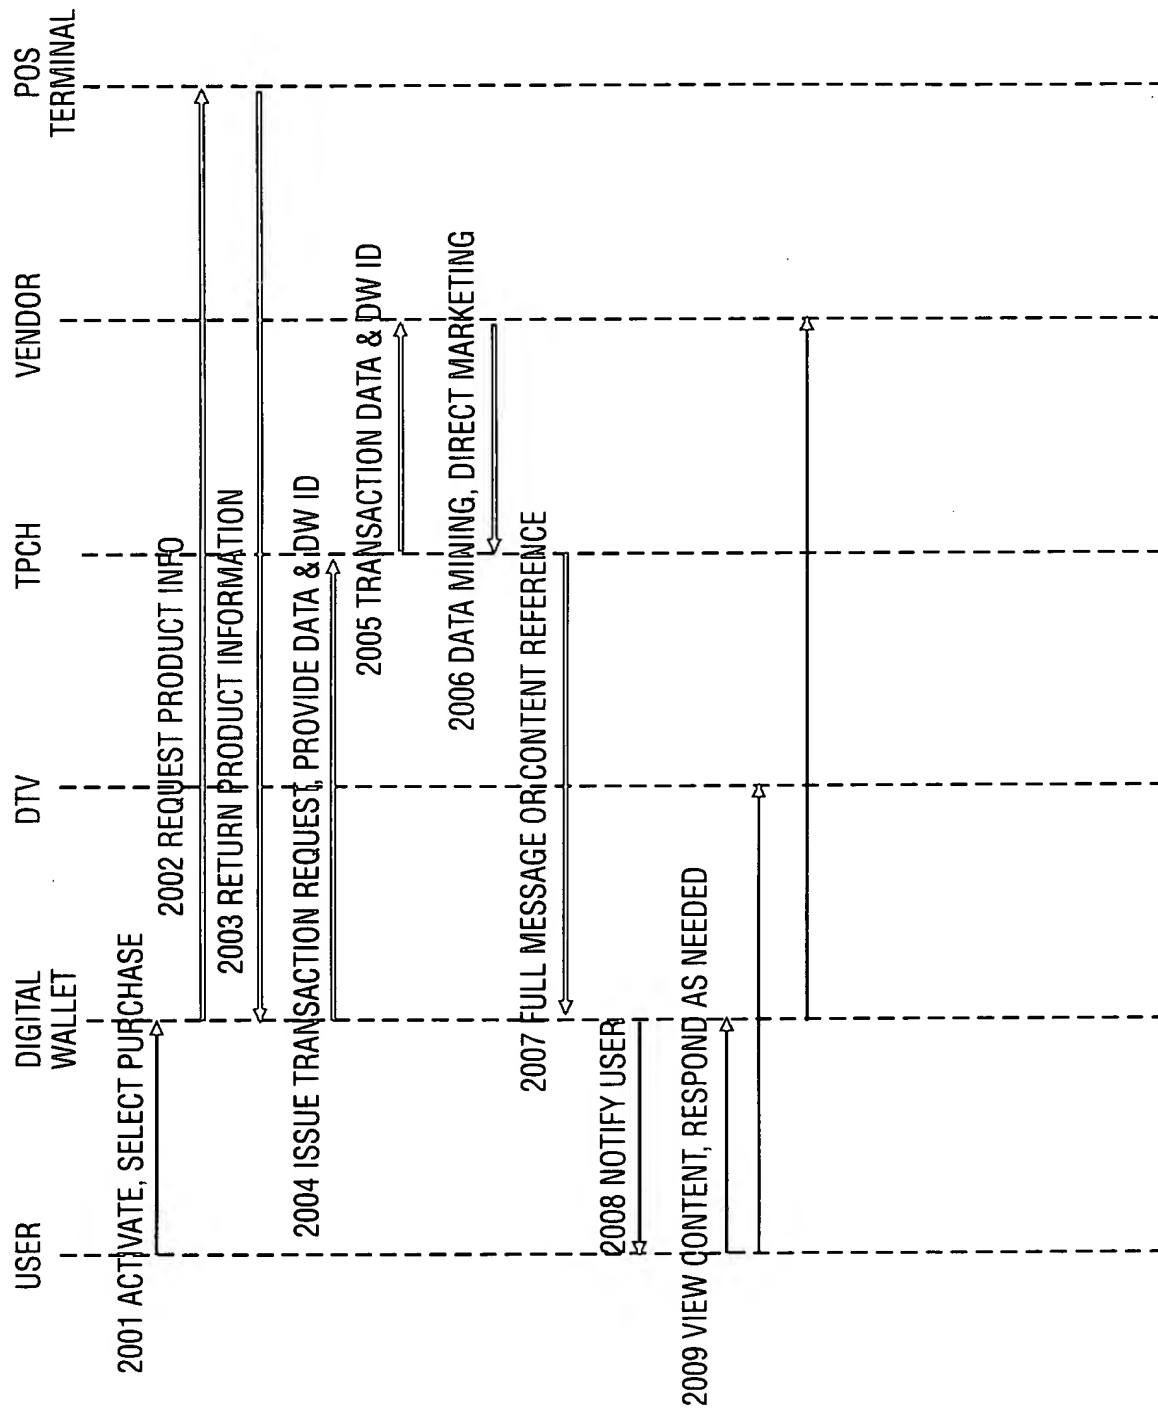 USER
DIGITAL
WALLET
DTV
TPCH
VENDOR
POS
TERMINAL
2001 ACTIVATE, SELECT PURCHASE
2002 REQUEST PRODUCT INFO
2003 RETURN PRODUCT INFORMATION
2004 ISSUE TRANSACTION REQUEST, PROVIDE DATA & DW ID
2005 TRANSACTION DATA & DW ID
2006 DATA MINING, DIRECT MARKETING
2007 FULL MESSAGE OR CONTENT REFERENCE
2008 NOTIFY USER
2009 VIEW CONTENT, RESPOND AS NEEDED